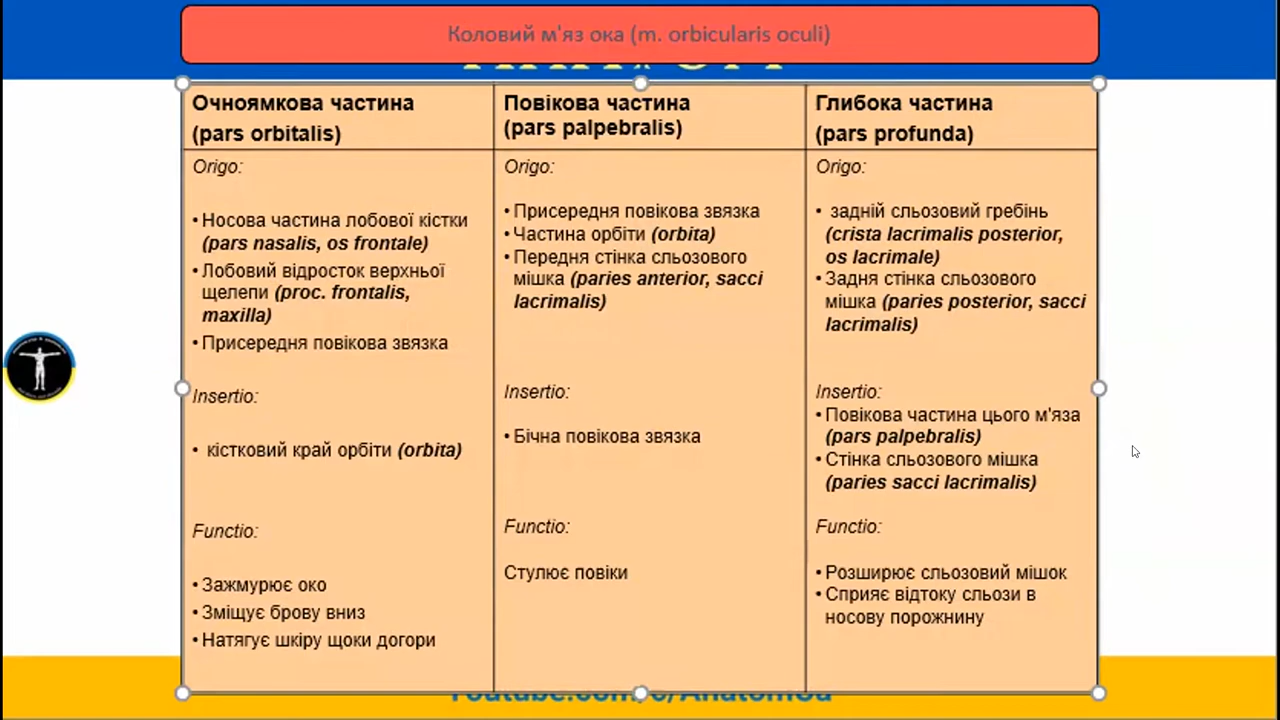 Коловий м'яз ока (m. orbicularis oculi)
Очноямкова частина
(pars orbitalis)
Origo:
• Носова частина лобової кістки
(pars nasalis, os frontale)
• Лобовий відросток верхньої
щелепи (proc. frontalis,
maxilla)
• Присередня повікова звязка
Insertio:
• кістковий край орбіти (orbita)
Functio:
• Зажмурює око
• Зміщує брову вниз
• Натягує шкіру щоки догори
Повікова частина
(pars palpebralis)
Origo:
• Присередня повікова звязка
• Частина орбіти (orbita)
• Передня стінка сльозового
мішка (paries anterior, sacci
lacrimalis)
Insertio:
• Бічна повікова звязка
Functio:
Стулює повіки
Глибока частина
(pars profunda)
Origo:
• задній сльозовий гребінь
(crista lacrimalis posterior,
os lacrimale)
• Задня стінка сльозового
мішка (paries posterior, sacci
lacrimalis)
Insertio:
• Повікова частина цього м'яза
(pars palpebralis)
• Стінка сльозового мішка
(paries sacci lacrimalis)
Functio:
• Розширює сльозовий мішок
• Сприяє відтоку сльози в
носову порожнину